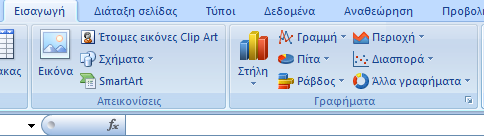 Εισαγωγή Διάταξη σελίδας Τύποι Δεδομένα Αναθεώρηση Προβολ
Έτοιμες εικόνες Clip Art Γραμμή Περιοχή
ακας Εικόνα Σχήματα Στήλη Πίτα Διασπορά
SmartArt Ράβδος Άλλα γραφήματα
Απεικονίσεις Γραφήματα
fx